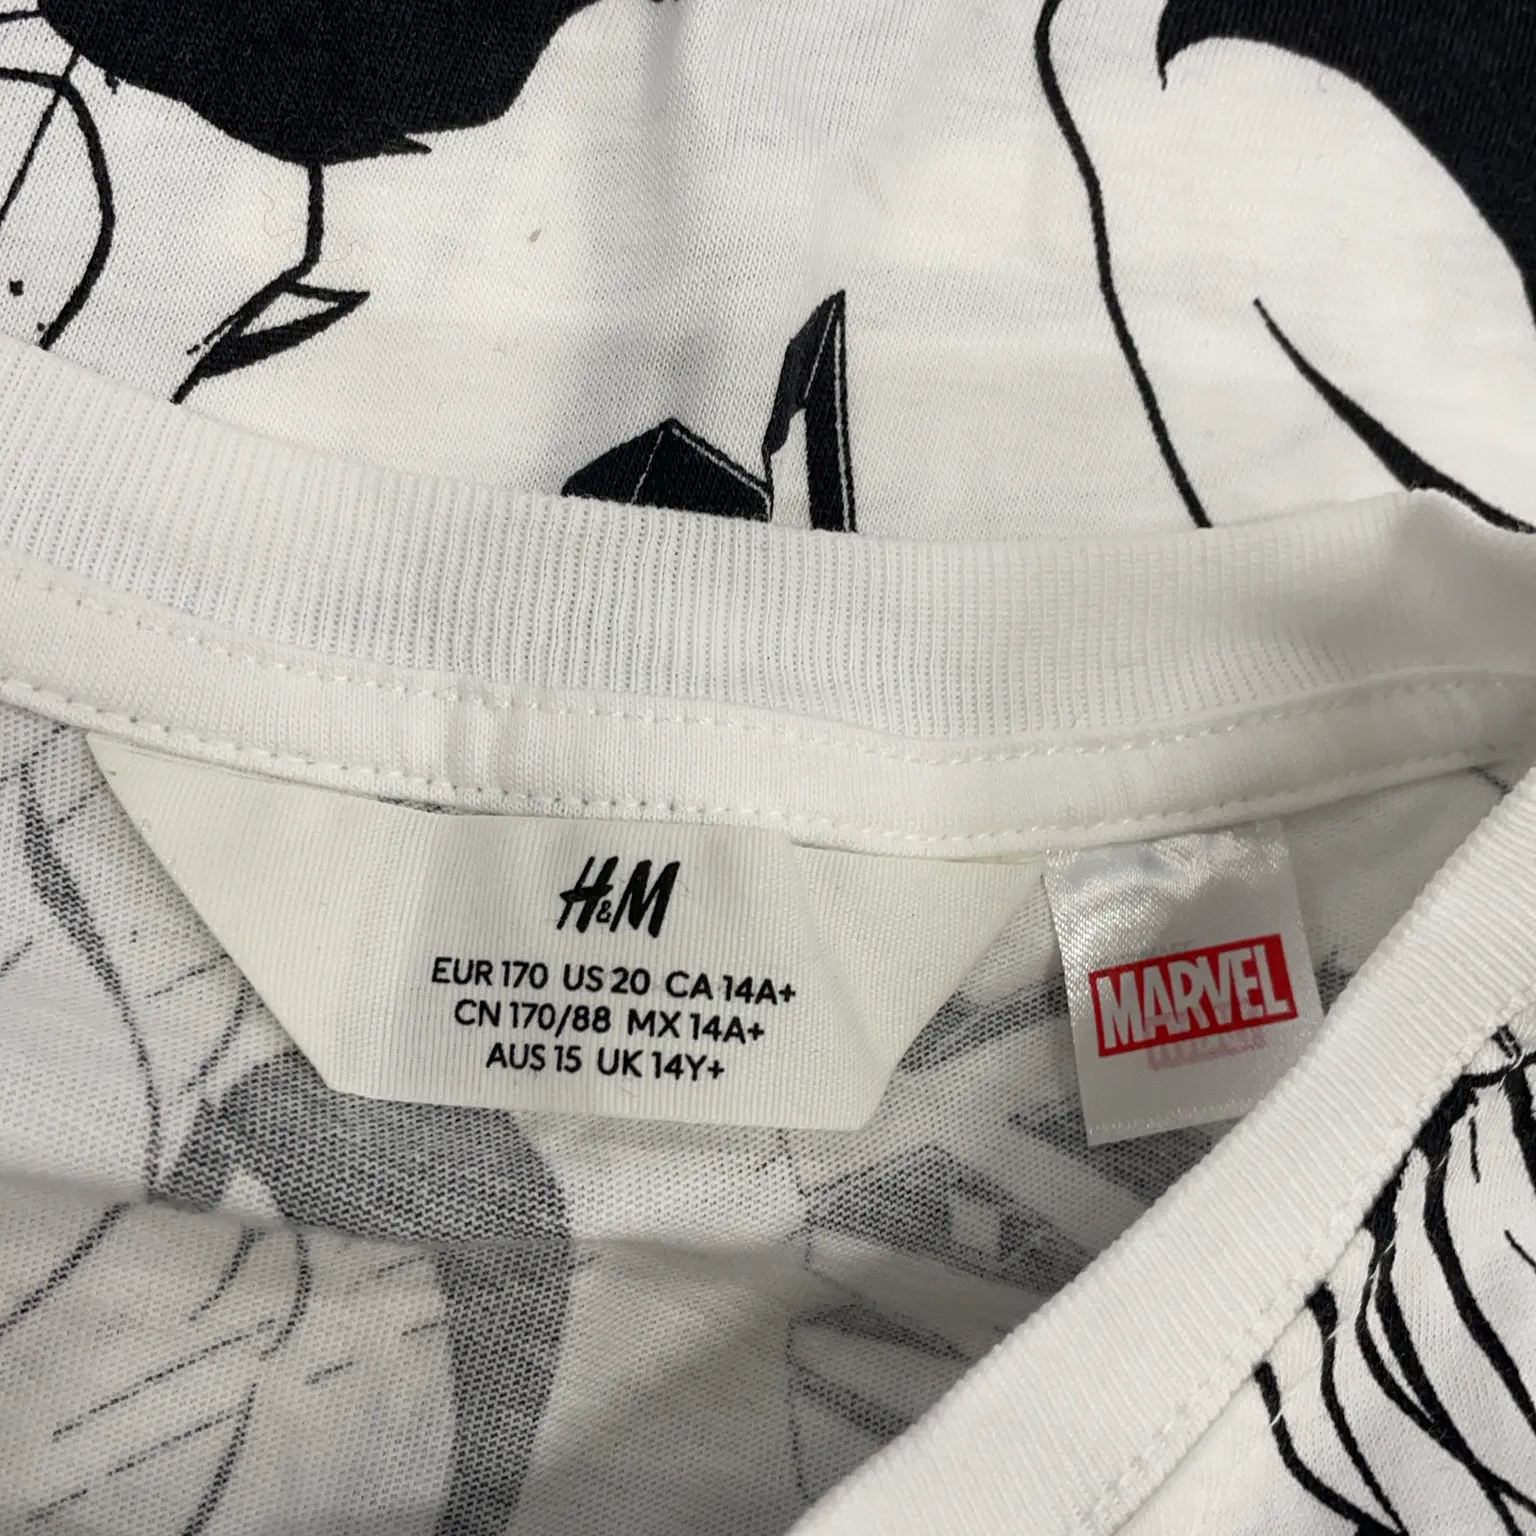 H&M
EUR 170 US 20 CA 14A+
CN 170/88 MX 14A+
AUS 15 UK 14Y+
MARVEL